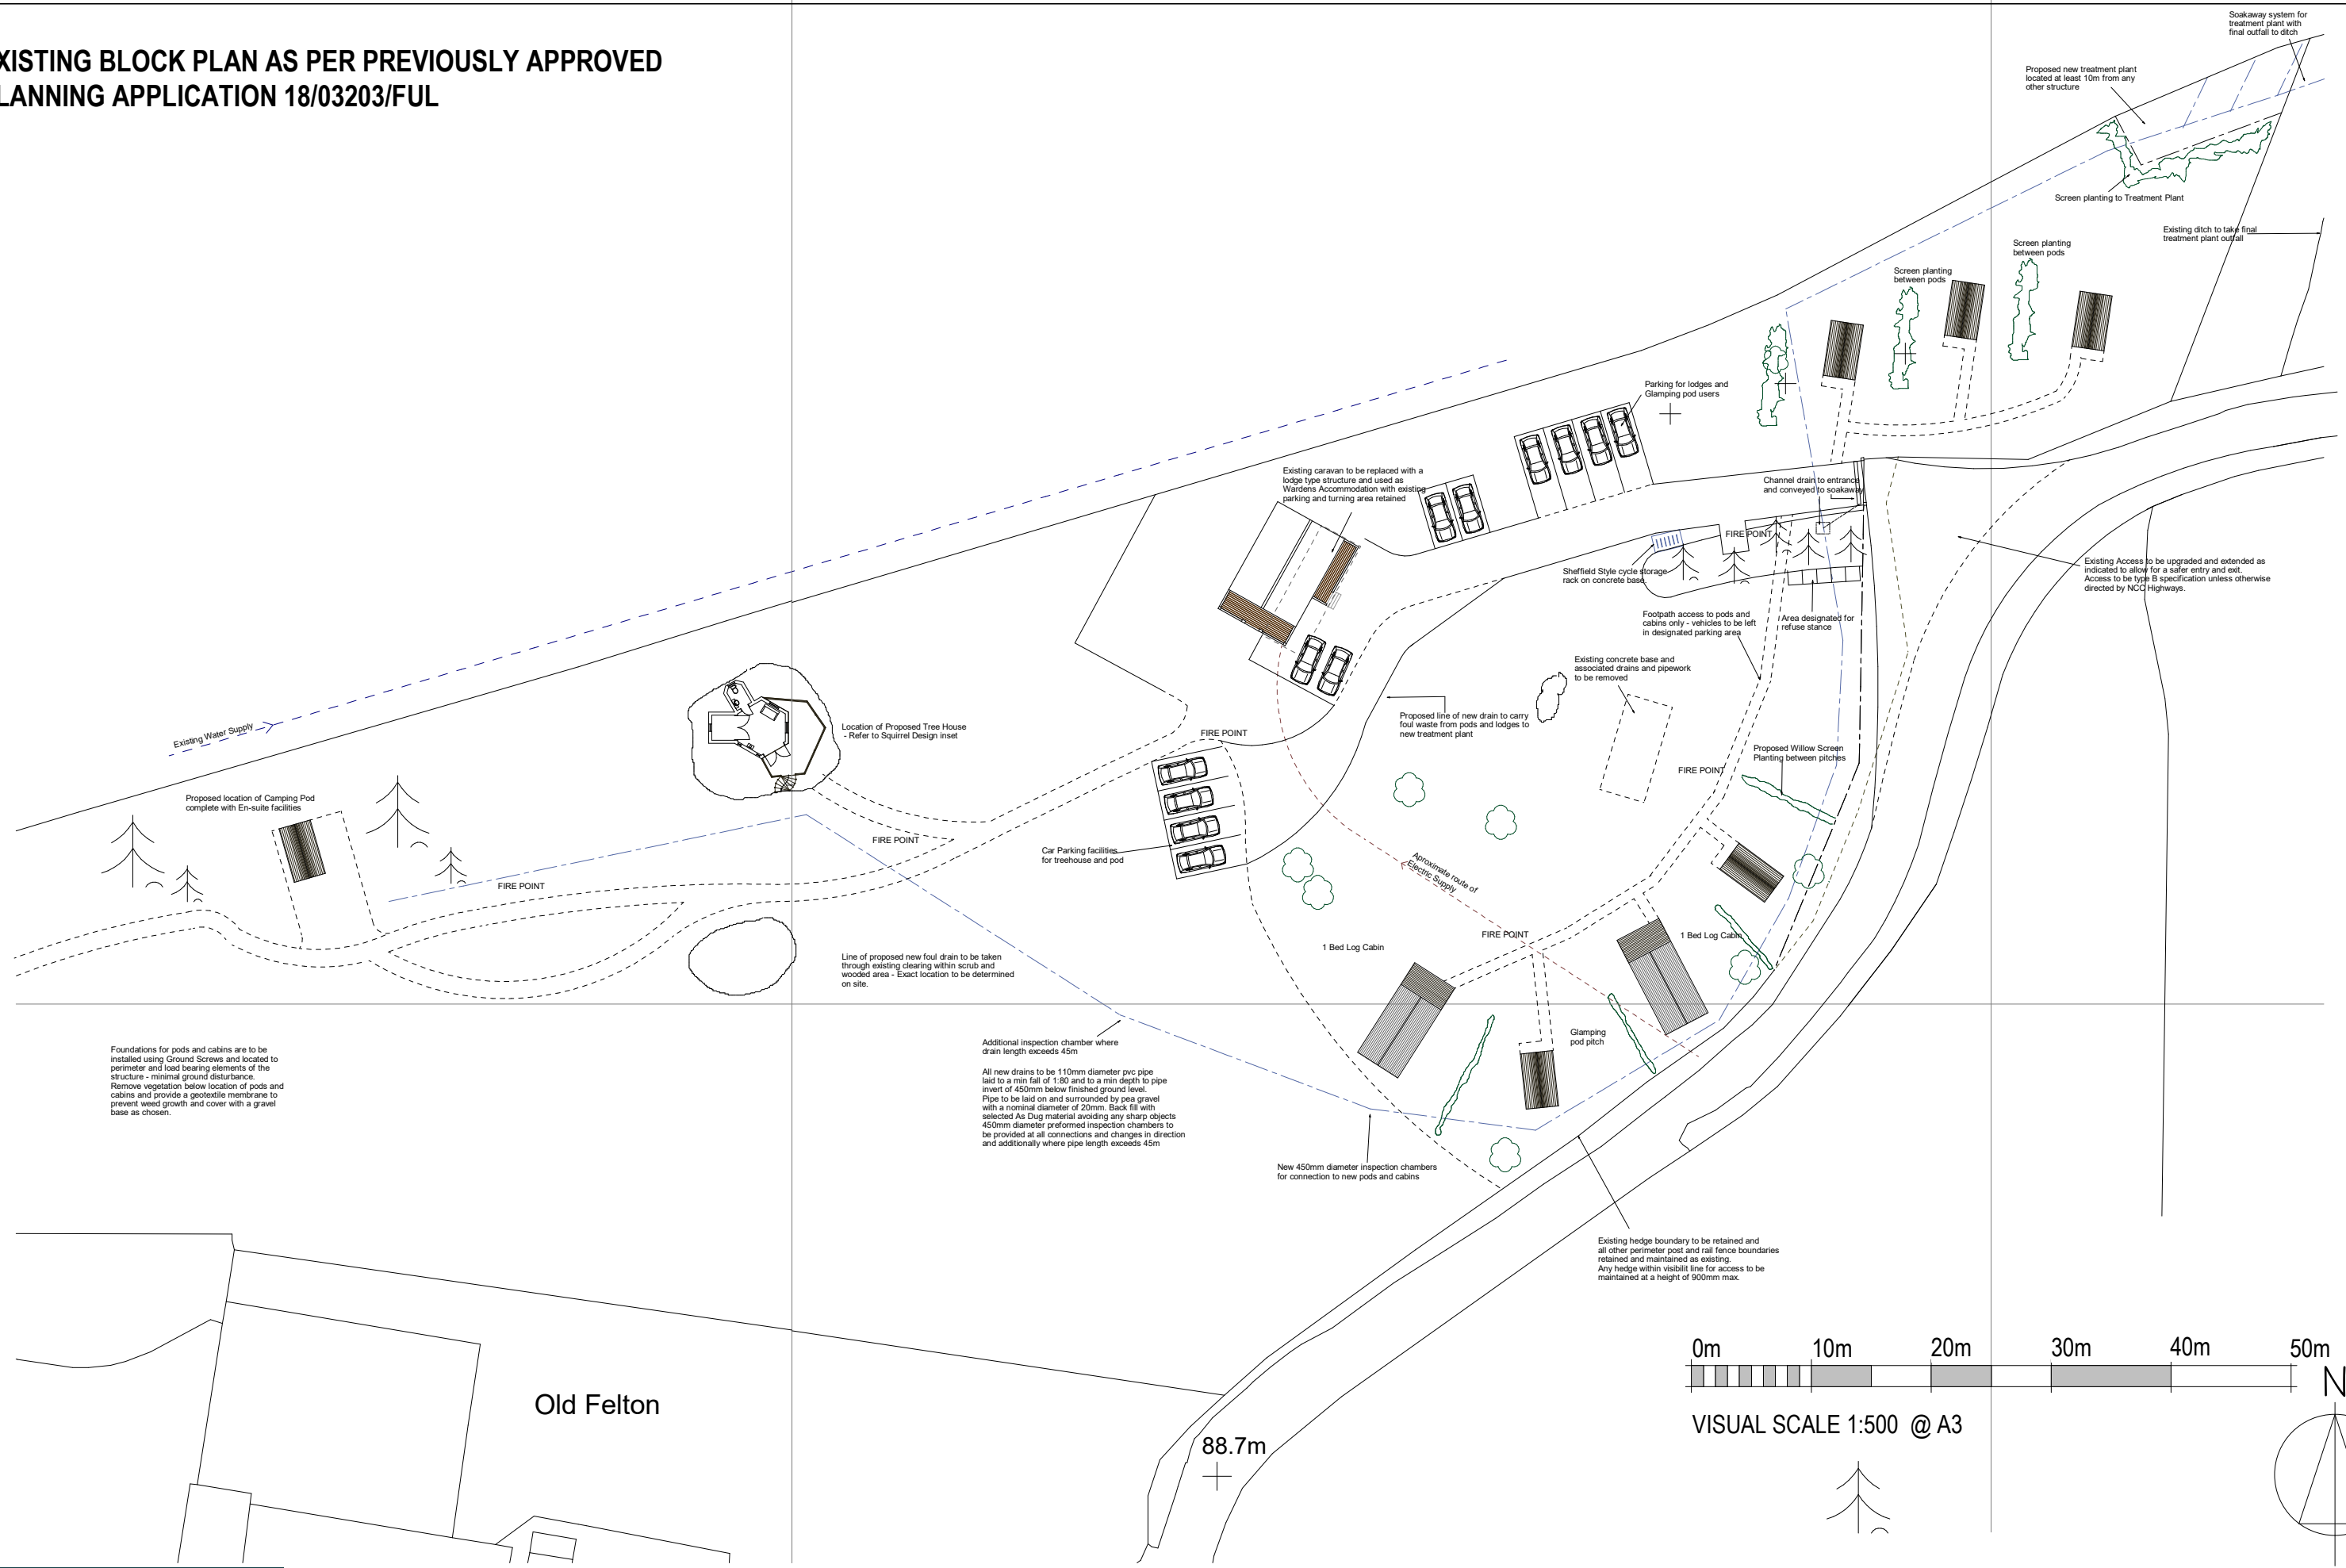 XISTING BLOCK PLAN AS PER PREVIOUSLY APPROVED
LANNING APPLICATION 18/03203/FUL
Soakaway system for
treatment plant with
final outfall to ditch
Proposed new treatment plant
located at least 10m from any
other structure
Screen planting to Treatment Plant
Existing ditch to take final
treatment plant outfall
Screen planting
between pods
Screen planting
between pods
Parking for lodges and
Glamping pod users
Existing caravan to be replaced with a
lodge type structure and used as
Wardens Accommodation with existing
parking and turning area retained
Channel drain to entrance
and conveyed to soakaway
FIRE POINT
Sheffield Style cycle storage
rack on concrete base.
Existing Access to be upgraded and extended as
indicated to allow for a safer entry and exit.
Access to be type B specification unless otherwise
directed by NCC Highways.
Footpath access to pods and
cabins only - vehicles to be left
in designated parking area
Area designated for
refuse stance
Existing concrete base and
associated drains and pipework
to be removed
Proposed line of new drain to carry
foul waste from pods and lodges to
new treatment plant
Existing Water Supply
Location of Proposed Tree House
- Refer to Squirrel Design inset
FIRE POINT
Proposed Willow Screen
Planting between pitches
FIRE POINT
Proposed location of Camping Pod
complete with En-suite facilities
FIRE POINT
Car Parking facilities
for treehouse and pod
Aproximate route of
Electric Supply
FIRE POINT
FIRE POINT
1 Bed Log Cabin
1 Bed Log Cabin
Line of proposed new foul drain to be taken
through existing clearing within scrub and
wooded area - Exact location to be determined
on site.
Glamping
pod pitch
Foundations for pods and cabins are to be
installed using Ground Screws and located to
perimeter and load bearing elements of the
structure - minimal ground disturbance.
Remove vegetation below location of pods and
cabins and provide a geotextile membrane to
prevent weed growth and cover with a gravel
base as chosen.
Additional inspection chamber where
drain length exceeds 45m
All new drains to be 110mm diameter pvc pipe
laid to a min fall of 1:80 and to a min depth to pipe
invert of 450mm below finished ground level.
Pipe to be laid on and surrounded by pea gravel
with a nominal diameter of 20mm. Back fill with
selected As Dug material avoiding any sharp objects
450mm diameter preformed inspection chambers to
be provided at all connections and changes in direction
and additionally where pipe length exceeds 45m
New 450mm diameter inspection chambers
for connection to new pods and cabins
Existing hedge boundary to be retained and
all other perimeter post and rail fence boundaries
retained and maintained as existing.
Any hedge within visibilit line for access to be
maintained at a height of 900mm max.
0m 10m 20m 30m 40m 50m
N
VISUAL SCALE 1:500 @ A3
Old Felton
88.7m